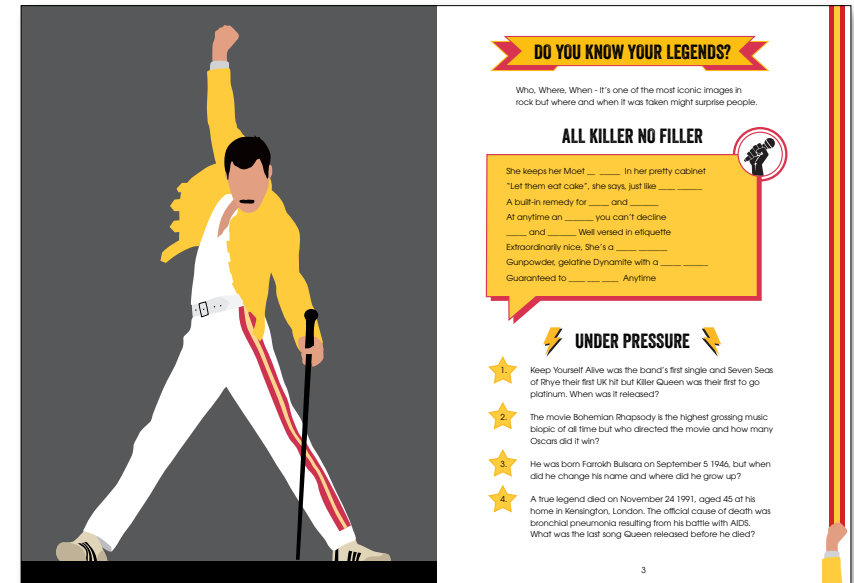 DO YOU KNOW YOUR LEGENDS?
Who, Where, When - It's one of the most iconic images in
rock but where and when it was taken might surprise people.
ALL KILLER NO FILLER
She keeps her Moet __ _____ In her pretty cabinet
"Let them eat cake", she says, just like ____ ______
A built-in remedy for _____ and _______
At anytime an _______ you can't decline
_____ and _______ Well versed in etiquette
Extraordinarily nice, She's a _____ _______
Gunpowder, gelatine Dynamite with a _____ ______
Guaranteed to ____ ___ ____ Anytime
UNDER PRESSURE
1. Keep Yourself Alive was the band's first single and Seven Seas
of Rhye their first UK hit but Killer Queen was their first to go
platinum. When was it released?
2. The movie Bohemian Rhapsody is the highest grossing music
biopic of all time but who directed the movie and how many
Oscars did it win?
3. He was born Farrokh Bulsara on September 5 1946, but when
did he change his name and where did he grow up?
4. A true legend died on November 24 1991, aged 45 at his
home in Kensington, London. The official cause of death was
bronchial pneumonia resulting from his battle with AIDS.
What was the last song Queen released before he died?
3